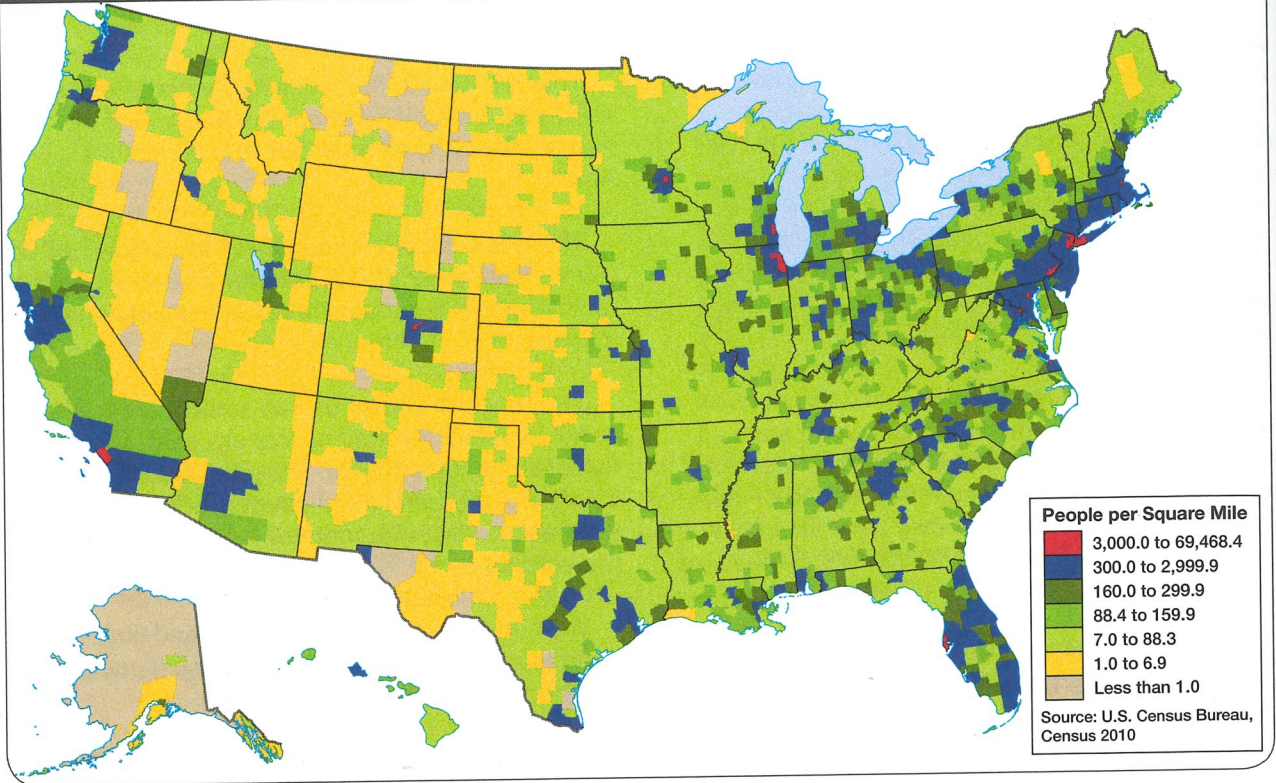 People per Square Mile
3,000.0 to 69,468.4
300.0 to 2,999.9
160.0 to 299.9
88.4 to 159.9
7.0 to 88.3
1.0 to 6.9
Less than 1.0
Source: U.S. Census Bureau,
Census 2010